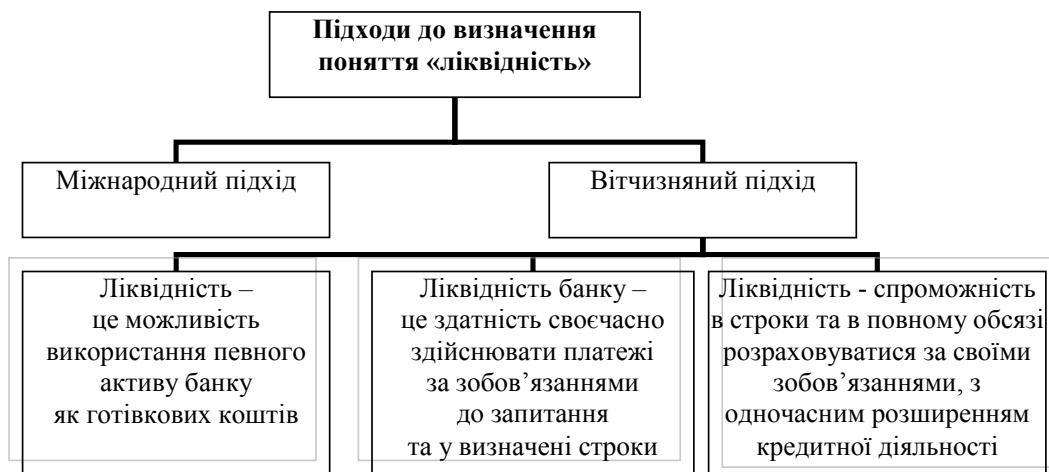 Підходи до визначення
поняття «ліквідність»
Міжнародний підхід
Вітчизняний підхід
Ліквідність –
це можливість
використання певного
активу банку
як готівкових коштів
Ліквідність банку –
це здатність своєчасно
здійснювати платежі
за зобов’язаннями
до запитання
та у визначені строки
Ліквідність - спроможність
в строки та в повному обсязі
розраховуватися за своїми
зобов’язаннями, з
одночасним розширенням
кредитної діяльності